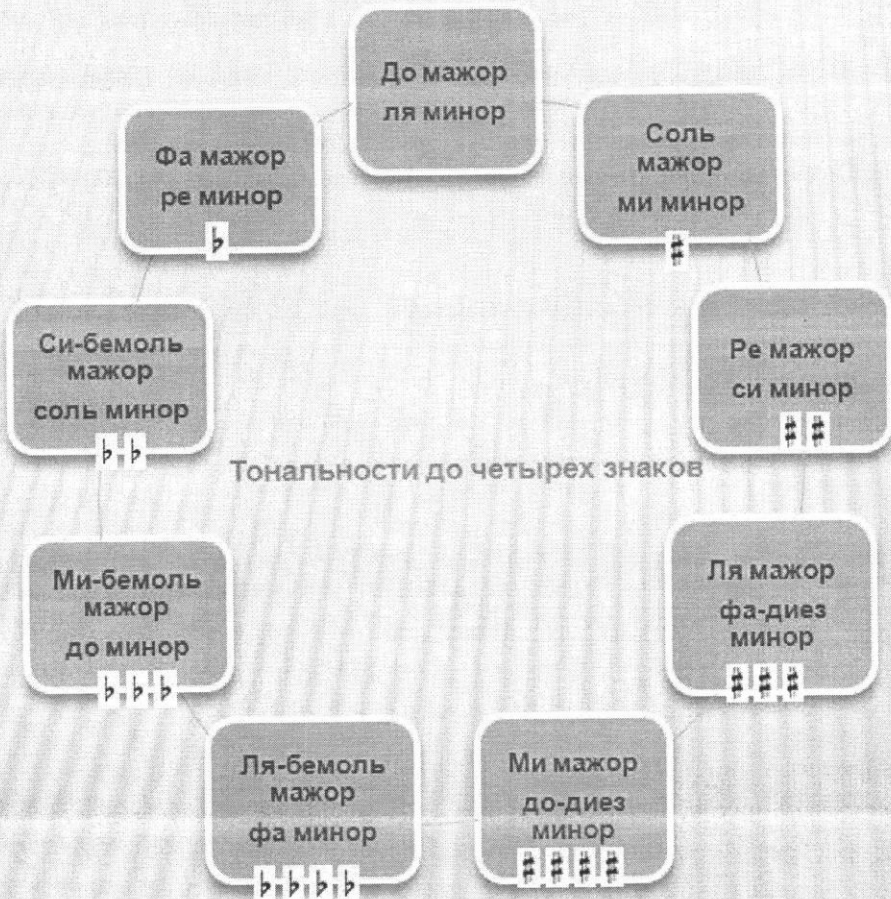 До мажор
ля минор
Соль
мажор
ми минор
♯
Ре мажор
си минор
♯ ♯
Ля мажор
фа-диез
минор
♯ ♯ ♯
Ми мажор
до-диез
минор
♯ ♯ ♯ ♯
Ля-бемоль
мажор
фа минор
♭ ♭ ♭ ♭
Ми-бемоль
мажор
до минор
♭ ♭ ♭
Си-бемоль
мажор
соль минор
♭ ♭
Фа мажор
ре минор
♭
Тональности до четырех знаков